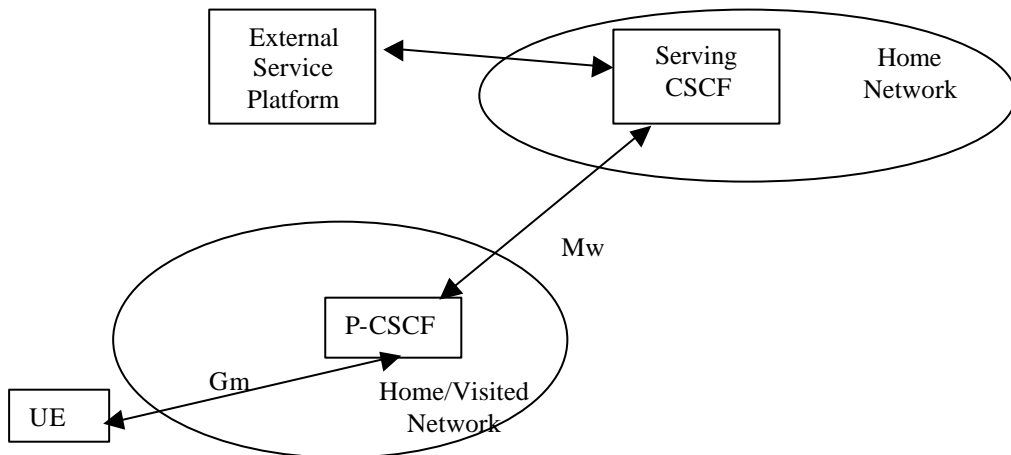 External
Service
Platform
Serving
CSCF
Home
Network
Mw
P-CSCF
Gm
Home/Visited
Network
UE